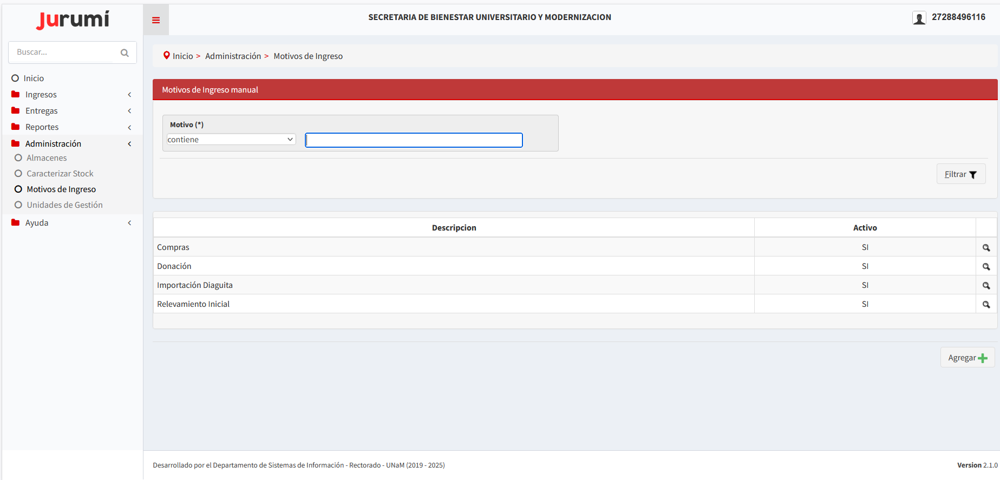 Jurumí
SECRETARIA DE BIENESTAR UNIVERSITARIO Y MODERNIZACION
27288496116
Buscar...
Inicio
Ingresos
Entregas
Reportes
Administración
Almacenes
Caracterizar Stock
Motivos de Ingreso
Unidades de Gestión
Ayuda
Inicio > Administración > Motivos de Ingreso
Motivos de Ingreso manual
Motivo (*)
contiene
Filtrar
Descripcion Activo
Compras SI
Donación SI
Importación Diaguita SI
Relevamiento Inicial SI
Agregar
Desarrollado por el Departamento de Sistemas de Información - Rectorado - UNaM (2019 - 2025)
Version 2.1.0